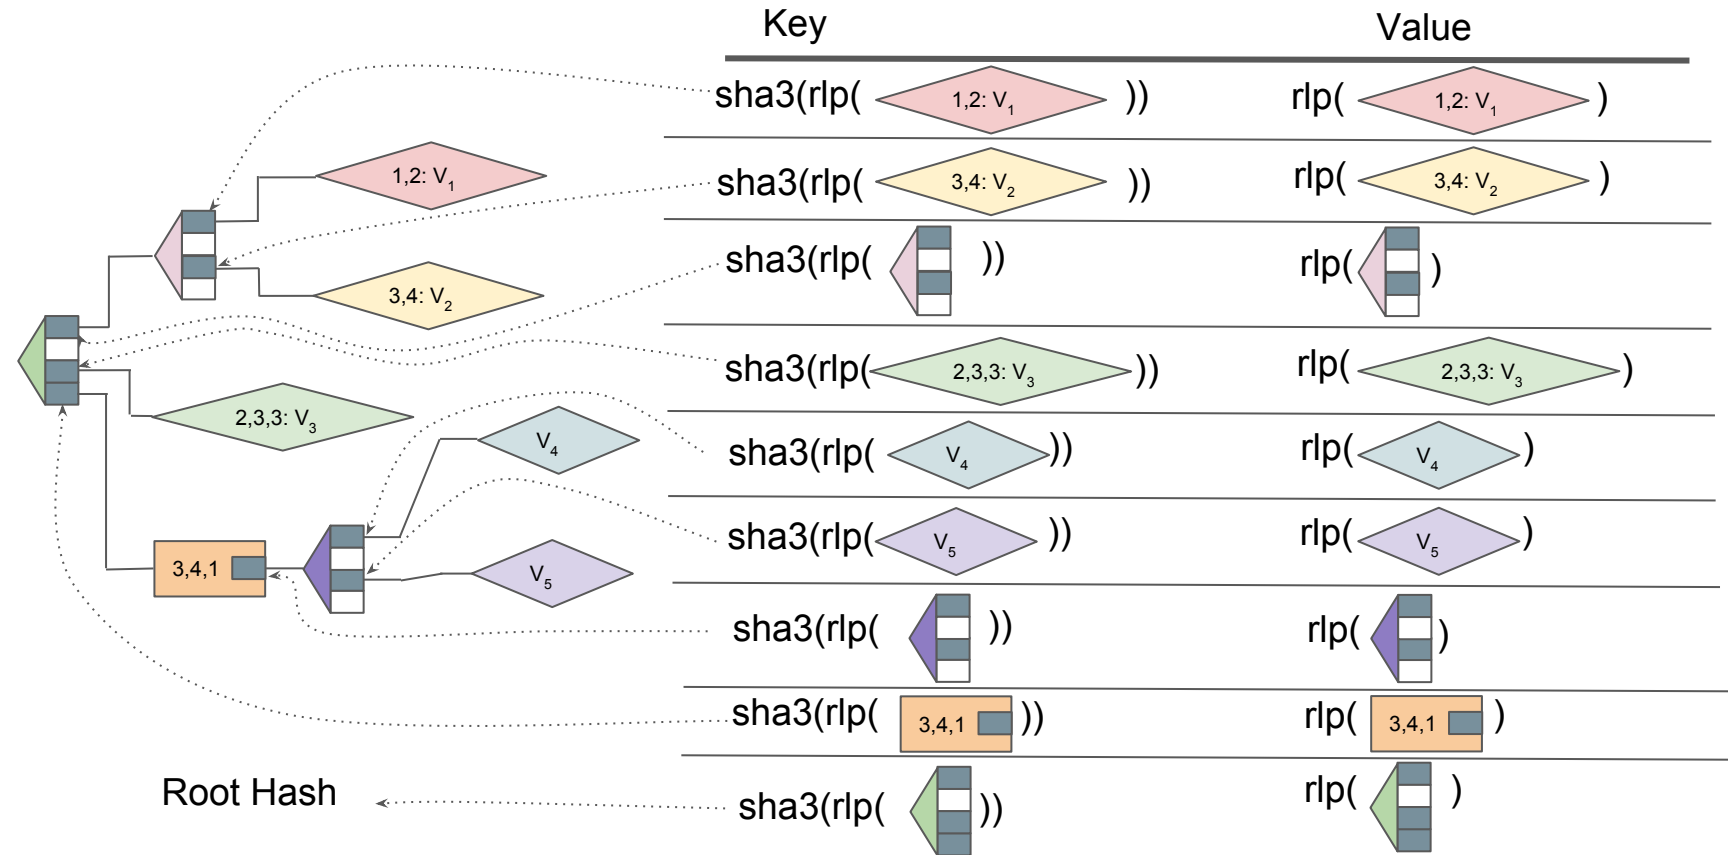 Key Value
sha3(rlp( 1,2: V₁ )) rlp( 1,2: V₁ )
1,2: V₁
sha3(rlp( 3,4: V₂ )) rlp( 3,4: V₂ )
sha3(rlp( )) rlp( )
3,4: V₂
sha3(rlp( 2,3,3: V₃ )) rlp( 2,3,3: V₃ )
2,3,3: V₃
V₄
sha3(rlp( V₄ )) rlp( V₄ )
sha3(rlp( V₅ )) rlp( V₅ )
3,4,1
V₅
sha3(rlp( )) rlp( )
sha3(rlp( 3,4,1 )) rlp( 3,4,1 )
Root Hash
sha3(rlp( )) rlp( )